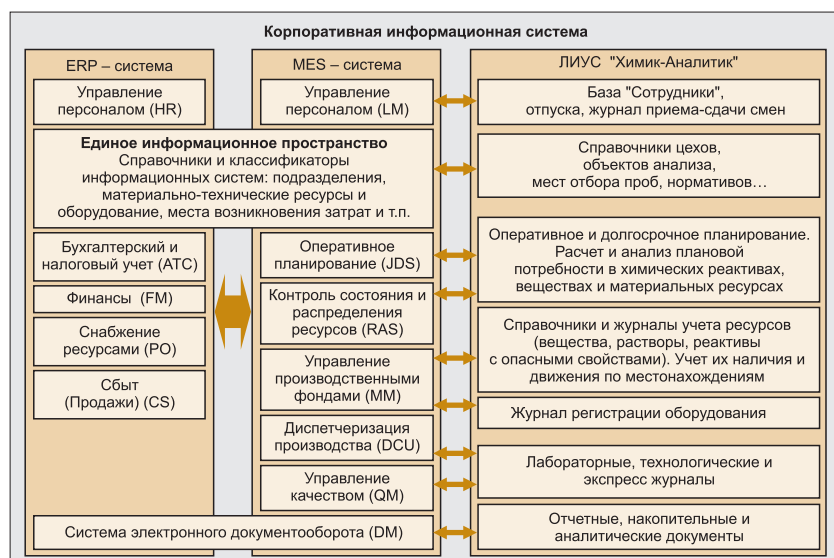 Корпоративная информационная система
ERP – система
Управление
персоналом (HR)
MES – система
Управление
персоналом (LM)
ЛИУС "Химик-Аналитик"
База "Сотрудники",
отпуска, журнал приема-сдачи смен
Единое информационное пространство
Справочники и классификаторы
информационных систем: подразделения,
материально-технические ресурсы и
оборудование, места возникновения затрат и т.п.
Справочники цехов,
объектов анализа,
мест отбора проб, нормативов...
Бухгалтерский и
налоговый учет (ATC)
Финансы (FM)
Снабжение
ресурсами (PO)
Сбыт
(Продажи) (CS)
Оперативное
планирование (JDS)
Контроль состояния и
распределения
ресурсов (RAS)
Управление
производственными
фондами (MM)
Диспетчеризация
производства (DCU)
Управление
качеством (QM)
Оперативное и долгосрочное планирование.
Расчет и анализ плановой
потребности в химических реактивах,
веществах и материальных ресурсах
Справочники и журналы учета ресурсов
(вещества, растворы, реактивы
с опасными свойствами). Учет их наличия и
движения по местонахождениям
Журнал регистрации оборудования
Лабораторные, технологические и
экспресс журналы
Система электронного документооборота (DM)
Отчетные, накопительные и
аналитические документы